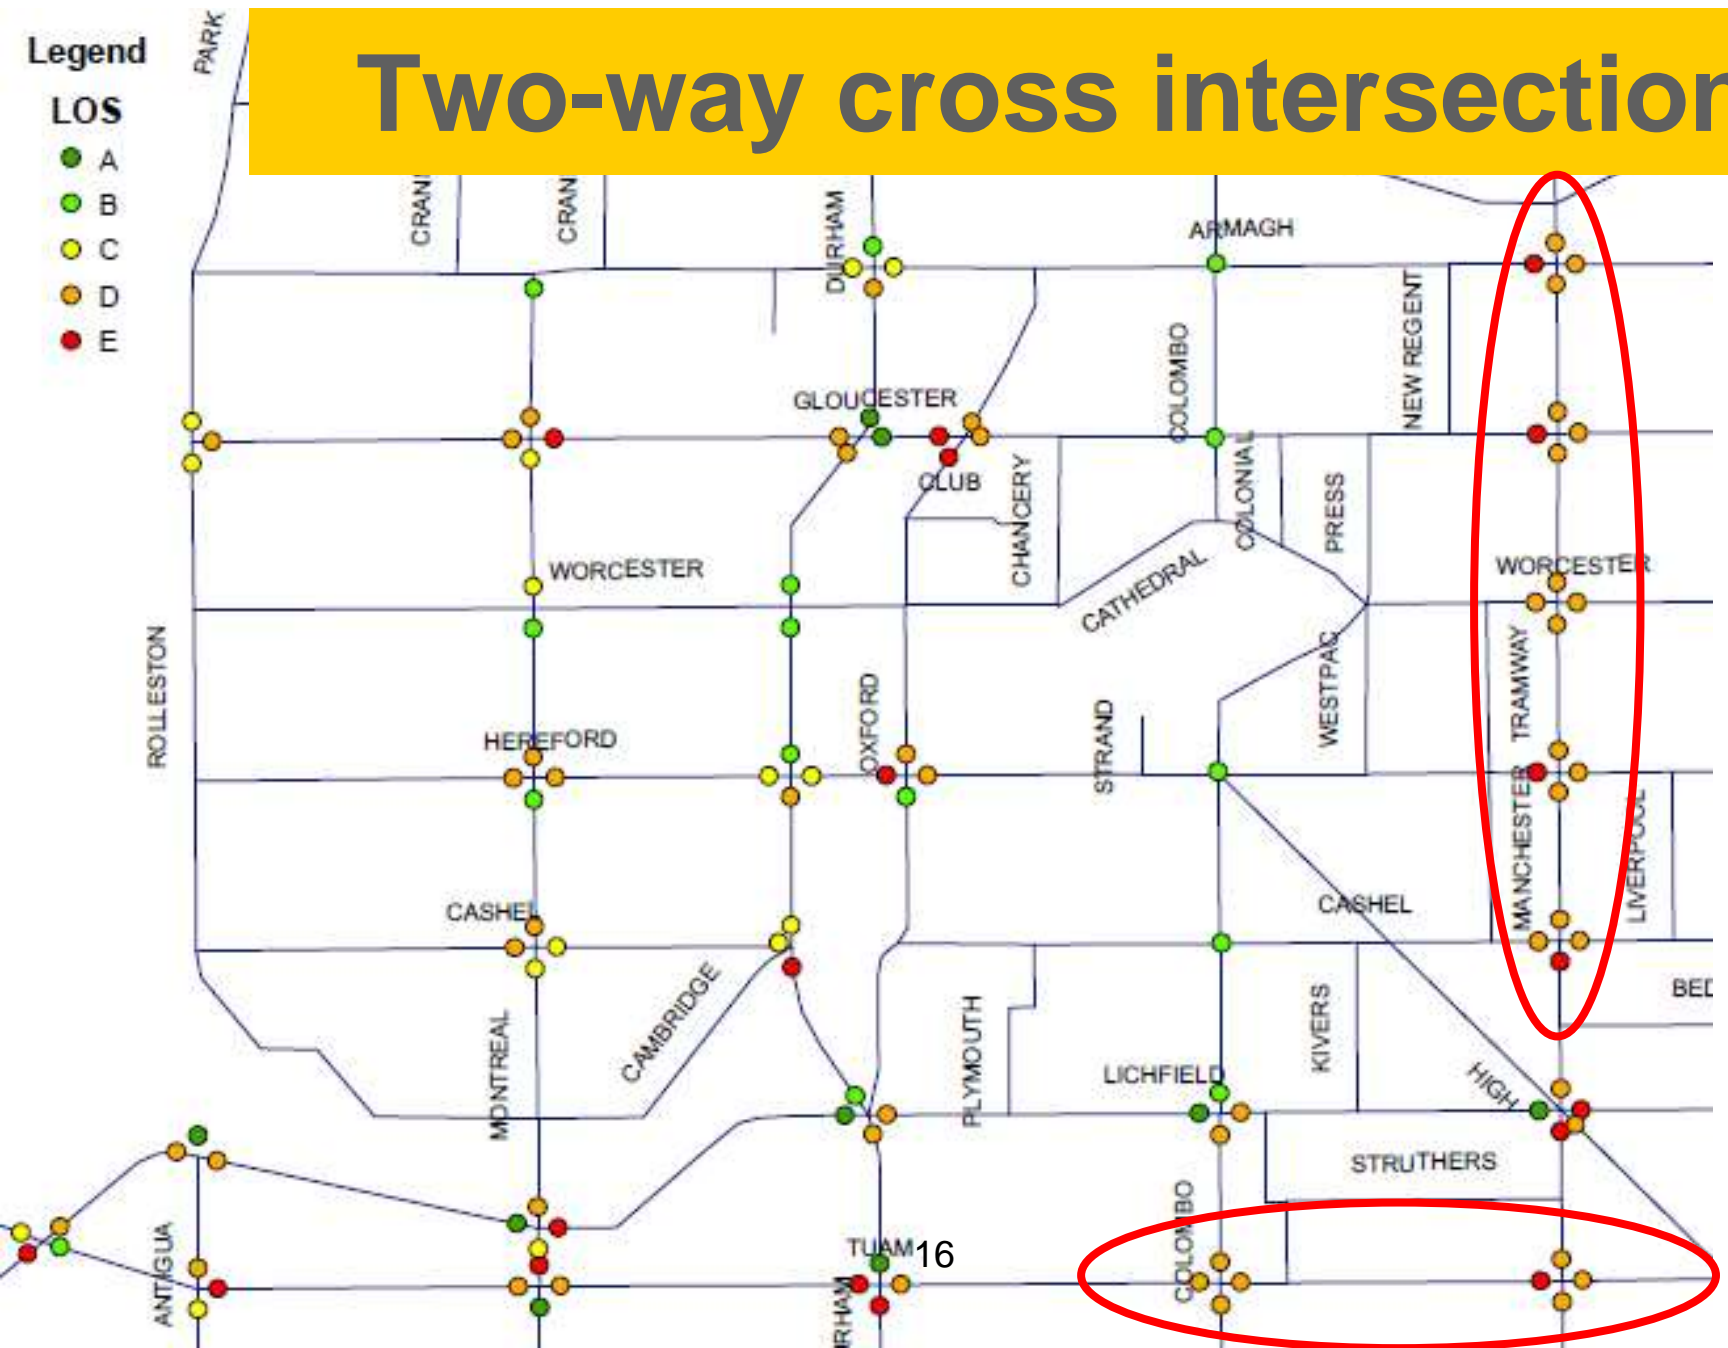 Two-way cross intersection
Legend
LOS
A
B
C
D
E
PARK
CRAN
CRAN
DURHAM
ARMAGH
NEW REGENT
COLOMBO
GLOUCESTER
CLUB
CHANCERY
COLONIAL
PRESS
WORCESTER
CATHEDRAL
WORCESTER
ROLLESTON
HEREFORD
OXFORD
STRAND
WESTPAC
TRAMWAY
MANCHESTER
LIVERPOOL
CASHEL
CASHEL
CAMBRIDGE
MONTREAL
PLYMOUTH
KIVERS
BED
LICHFIELD
HIGH
STRUTHERS
ANTIGUA
TUAM
16
COLOMBO
RHAM